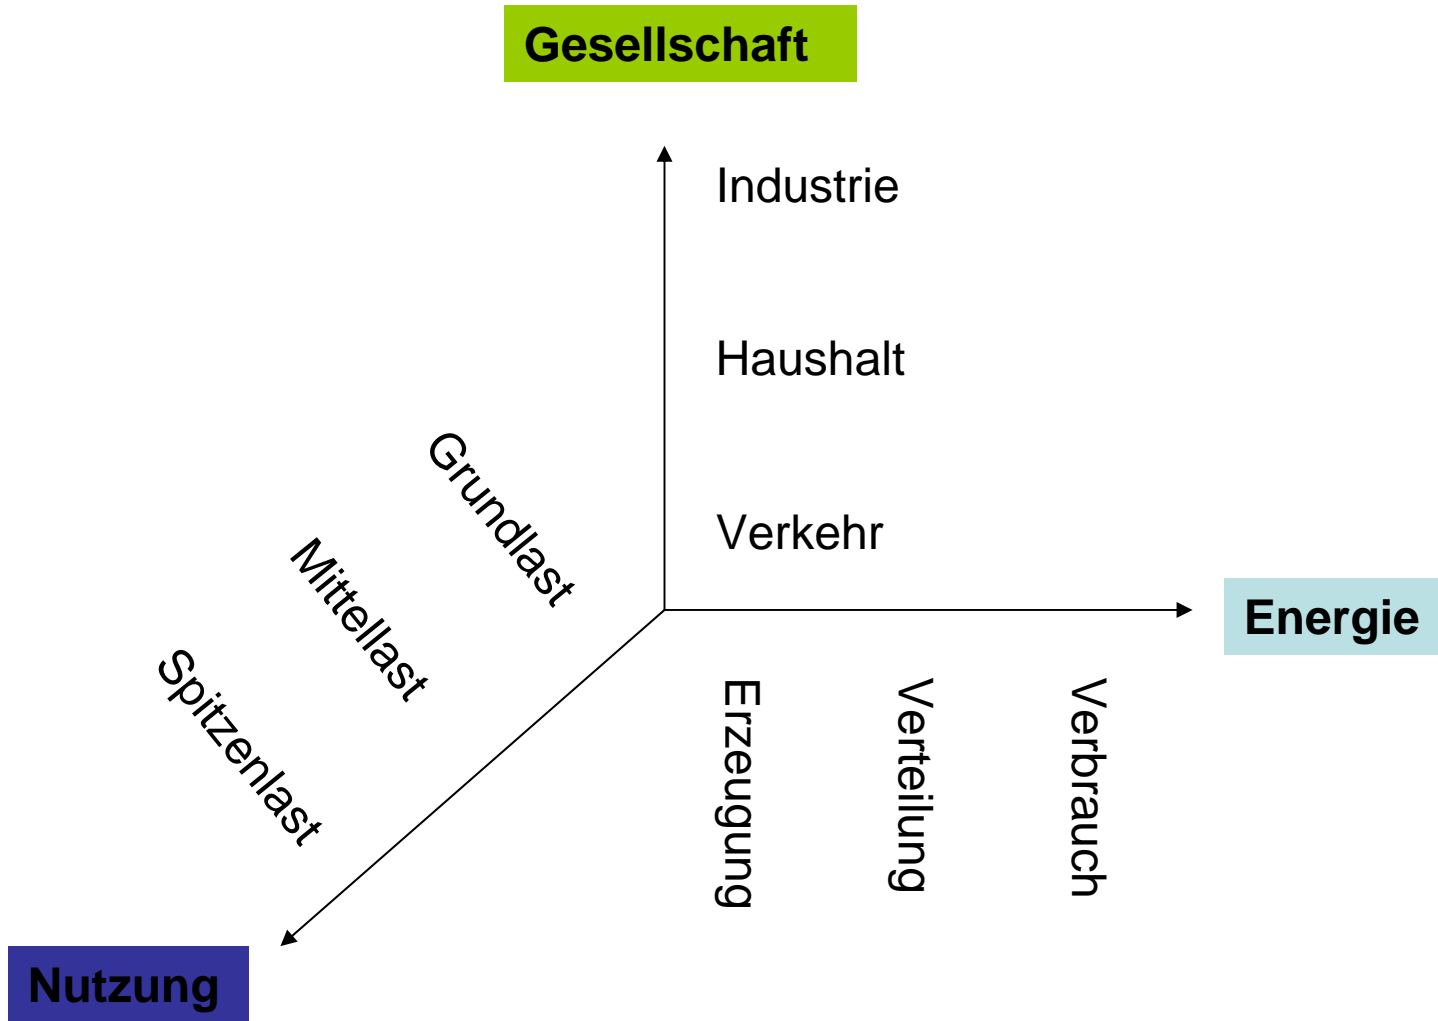 Gesellschaft
Industrie
Haushalt
Verkehr
Grundlast
Mittellast
Spitzenlast
Energie
Erzeugung
Verteilung
Verbrauch
Nutzung